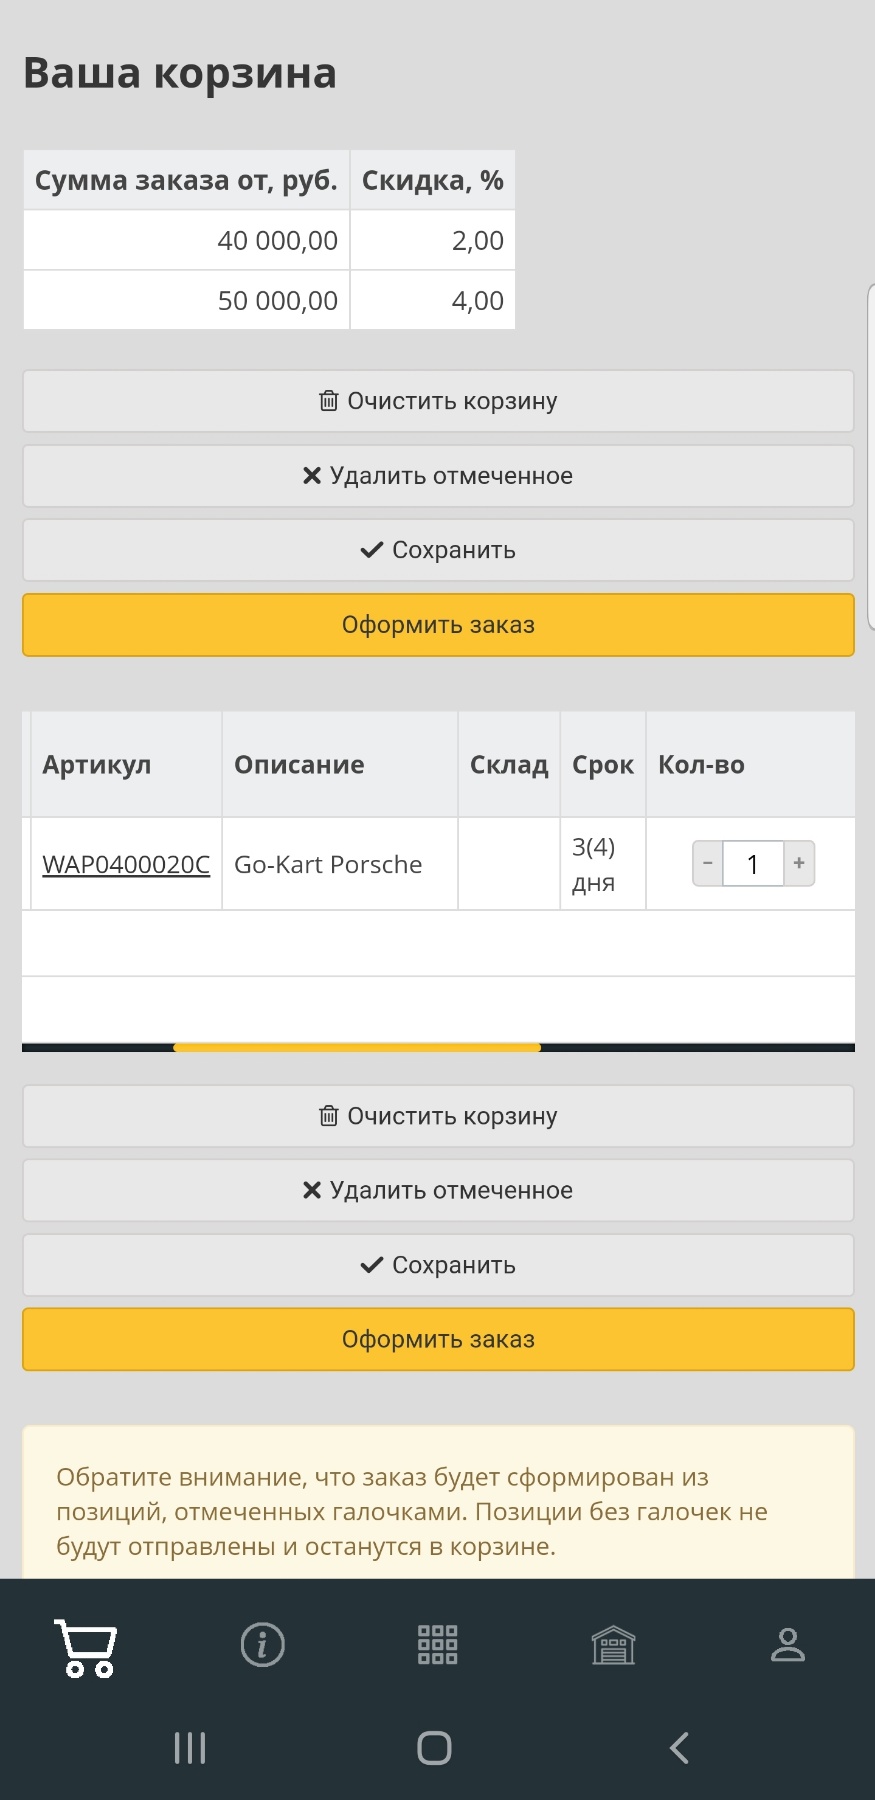 Ваша корзина
Сумма заказа от, руб. Скидка, %
40 000,00 2,00
50 000,00 4,00
Очистить корзину
Удалить отмеченное
Сохранить
Оформить заказ
Артикул Описание Склад Срок Кол-во
WAP0400020C Go-Kart Porsche 3(4) дня - 1 +
Очистить корзину
Удалить отмеченное
Сохранить
Оформить заказ
Обратите внимание, что заказ будет сформирован из
позиций, отмеченных галочками. Позиции без галочек не
будут отправлены и останутся в корзине.